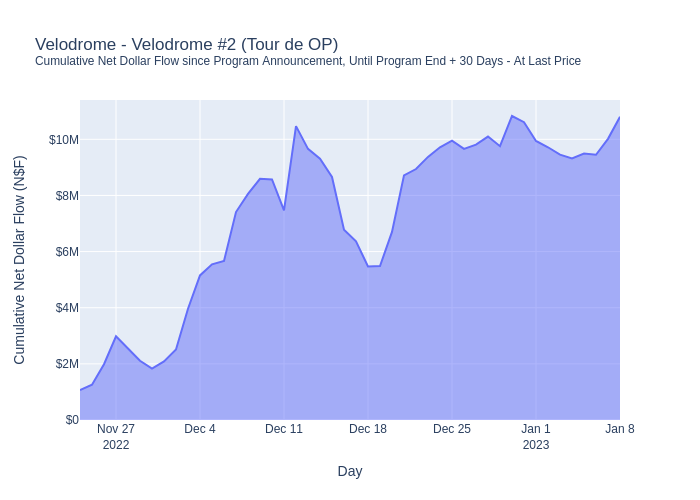 Velodrome - Velodrome #2 (Tour de OP)
Cumulative Net Dollar Flow since Program Announcement, Until Program End + 30 Days - At Last Price
Cumulative Net Dollar Flow (N$F)
$10M
$8M
$6M
$4M
$2M
$0
Nov 27 Dec 4 Dec 11 Dec 18 Dec 25 Jan 1 Jan 8
2022 2023
Day